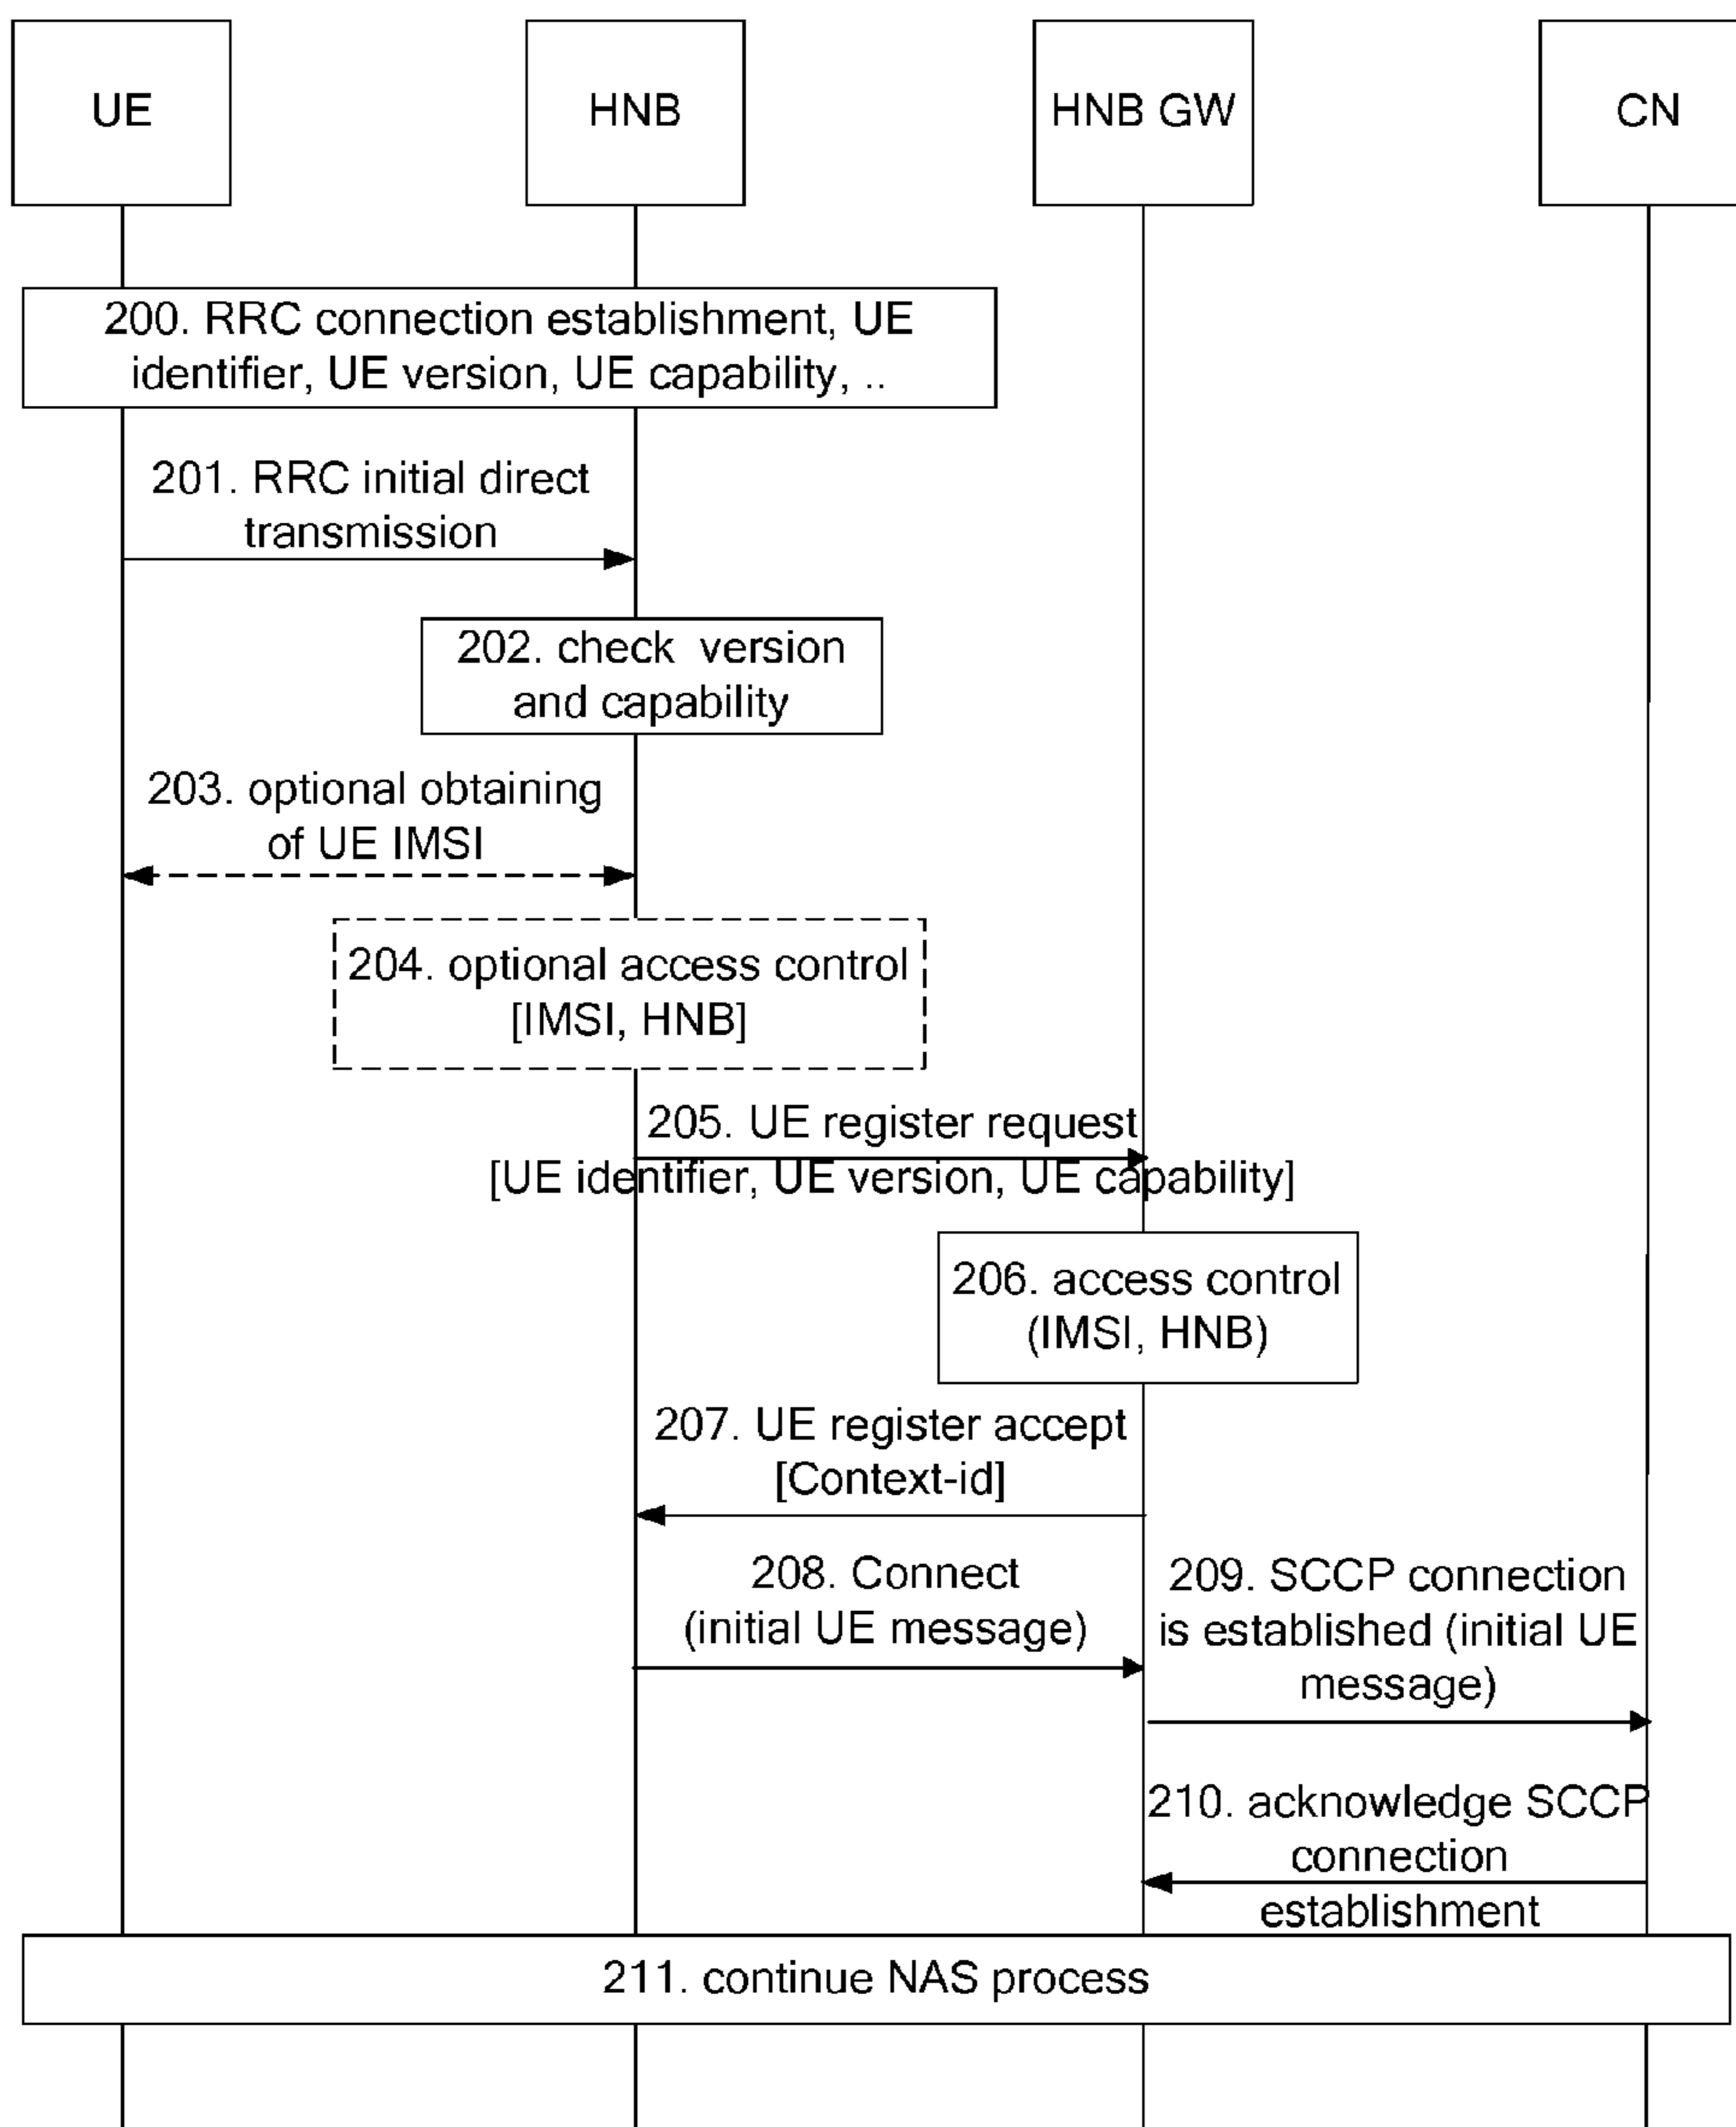 UE
HNB
HNB GW
CN
200. RRC connection establishment, UE
identifier, UE version, UE capability, ..
201. RRC initial direct
transmission
202. check version
and capability
203. optional obtaining
of UE IMSI
204. optional access control
[IMSI, HNB]
205. UE register request
[UE identifier, UE version, UE capability]
206. access control
(IMSI, HNB)
207. UE register accept
[Context-id]
208. Connect
(initial UE message)
209. SCCP connection
is established (initial UE
message)
210. acknowledge SCCP
connection
establishment
211. continue NAS process